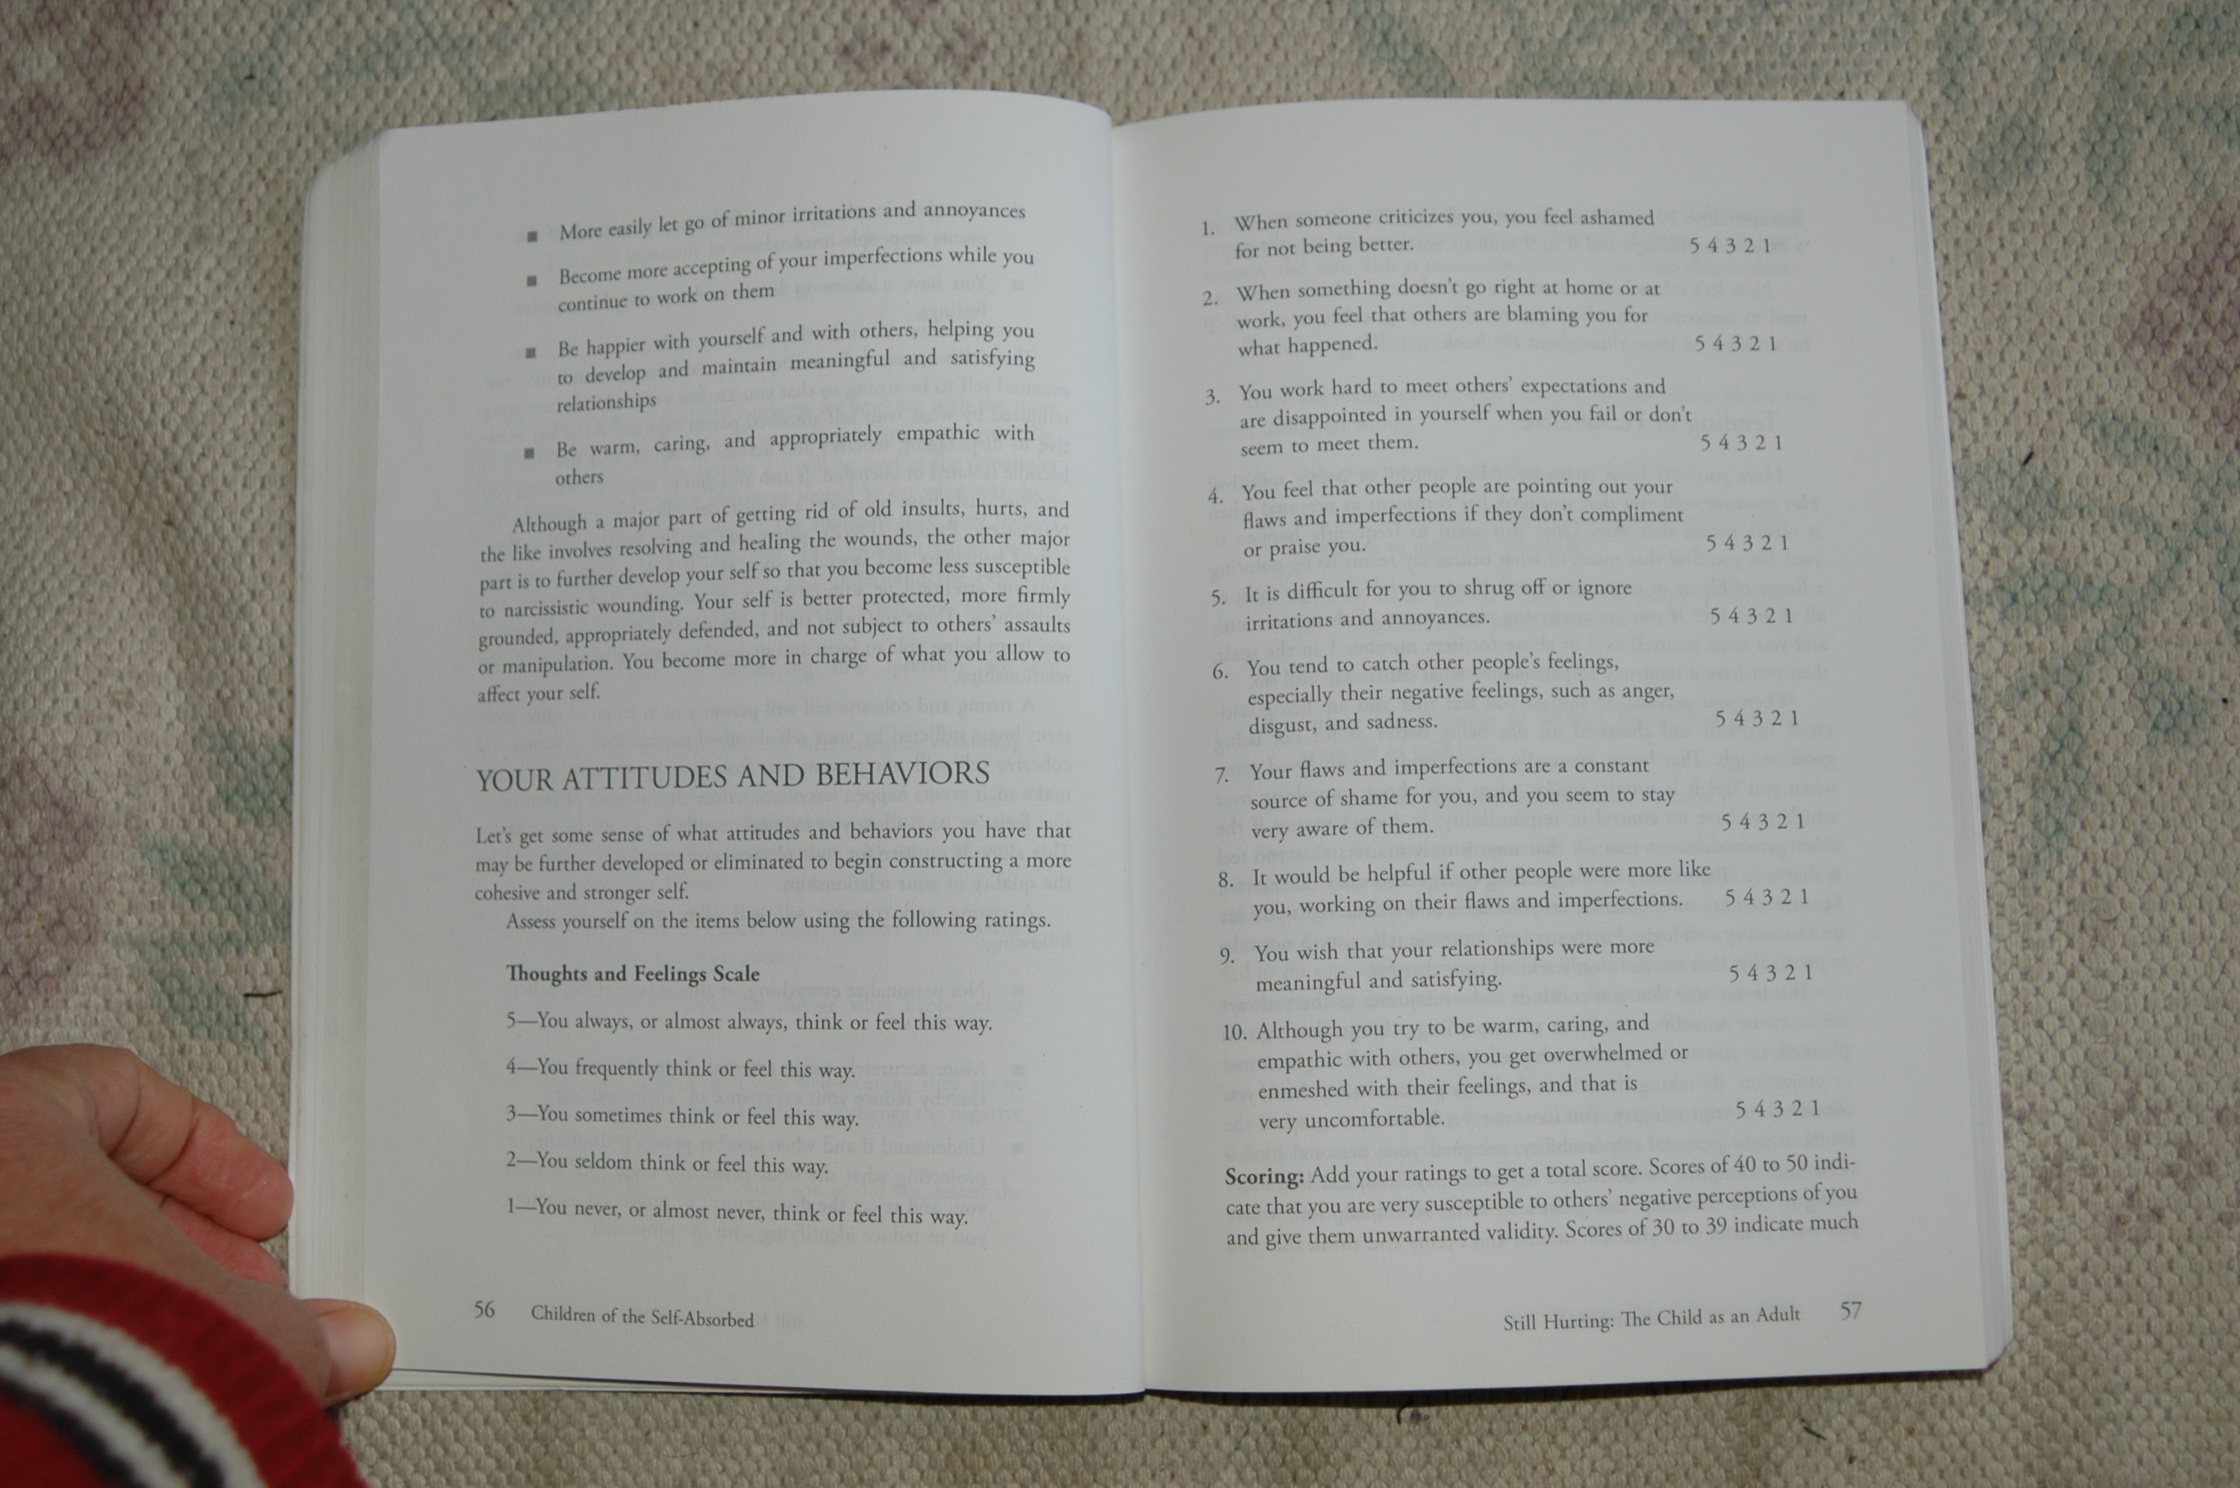 ■ More easily let go of minor irritations and annoyances
■ Become more accepting of your imperfections while you
continue to work on them
■ Be happier with yourself and with others, helping you
to develop and maintain meaningful and satisfying
relationships
■ Be warm, caring, and appropriately empathic with
others
Although a major part of getting rid of old insults, hurts, and
the like involves resolving and healing the wounds, the other major
part is to further develop your self so that you become less susceptible
to narcissistic wounding. Your self is better protected, more firmly
grounded, appropriately defended, and not subject to others' assaults
or manipulation. You become more in charge of what you allow to
affect your self.
YOUR ATTITUDES AND BEHAVIORS
Let's get some sense of what attitudes and behaviors you have that
may be further developed or eliminated to begin constructing a more
cohesive and stronger self.
Assess yourself on the items below using the following ratings.
Thoughts and Feelings Scale
5—You always, or almost always, think or feel this way.
4—You frequently think or feel this way.
3—You sometimes think or feel this way.
2—You seldom think or feel this way.
1—You never, or almost never, think or feel this way.
56 Children of the Self-Absorbed
1. When someone criticizes you, you feel ashamed
for not being better. 5 4 3 2 1
2. When something doesn't go right at home or at
work, you feel that others are blaming you for
what happened. 5 4 3 2 1
3. You work hard to meet others' expectations and
are disappointed in yourself when you fail or don't
seem to meet them. 5 4 3 2 1
4. You feel that other people are pointing out your
flaws and imperfections if they don't compliment
or praise you. 5 4 3 2 1
5. It is difficult for you to shrug off or ignore
irritations and annoyances. 5 4 3 2 1
6. You tend to catch other people's feelings,
especially their negative feelings, such as anger,
disgust, and sadness. 5 4 3 2 1
7. Your flaws and imperfections are a constant
source of shame for you, and you seem to stay
very aware of them. 5 4 3 2 1
8. It would be helpful if other people were more like
you, working on their flaws and imperfections. 5 4 3 2 1
9. You wish that your relationships were more
meaningful and satisfying. 5 4 3 2 1
10. Although you try to be warm, caring, and
empathic with others, you get overwhelmed or
enmeshed with their feelings, and that is
very uncomfortable. 5 4 3 2 1
Scoring: Add your ratings to get a total score. Scores of 40 to 50 indi-
cate that you are very susceptible to others' negative perceptions of you
and give them unwarranted validity. Scores of 30 to 39 indicate much
Still Hurting: The Child as an Adult 57